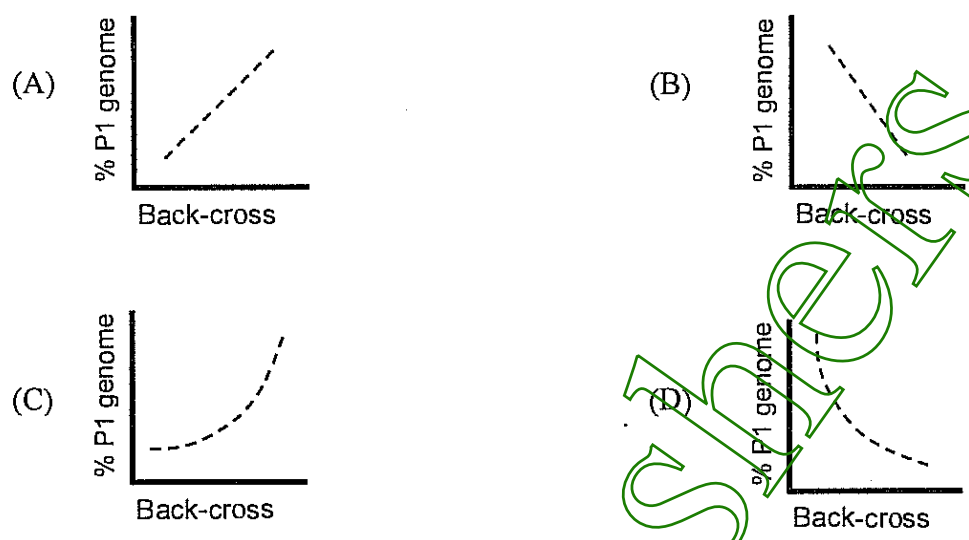 (A)
% P1 genome
Back-cross
(B)
% P1 genome
Back-cross
(C)
% P1 genome
Back-cross
(D)
% P1 genome
Back-cross
shers